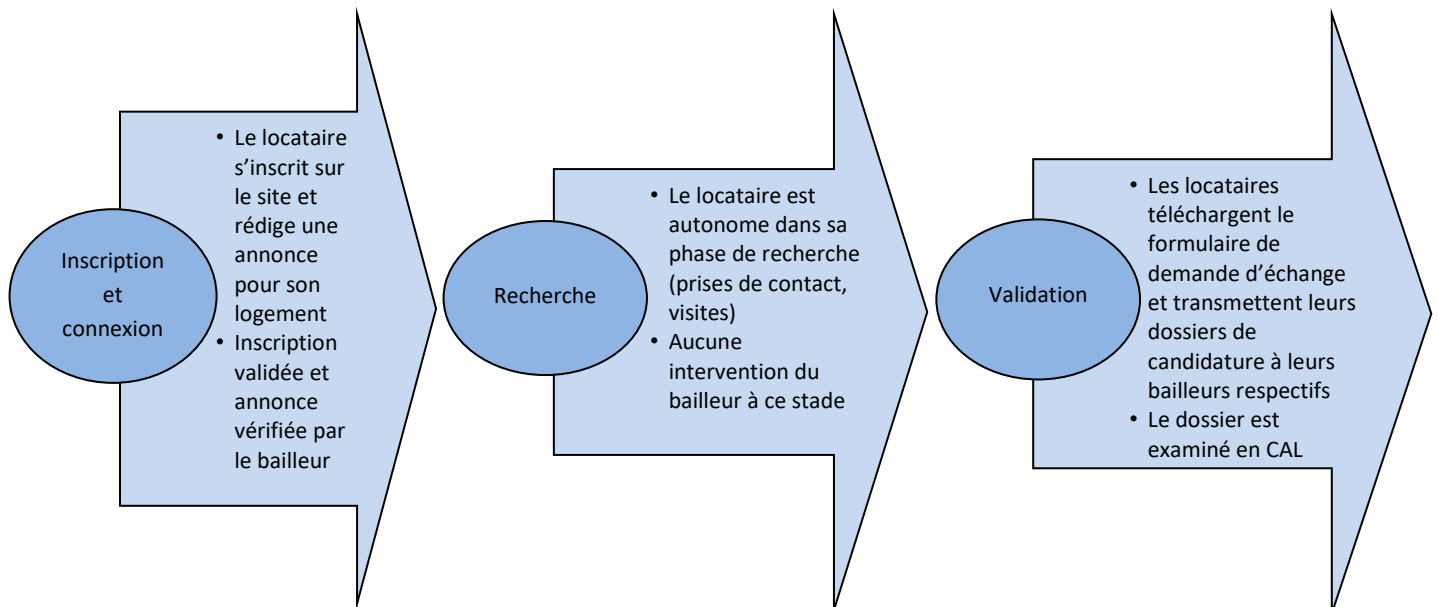 Inscription
et
connexion
• Le locataire
s’inscrit sur
le site et
rédige une
annonce
pour son
logement
• Inscription
validée et
annonce
vérifiée par
le bailleur
Recherche
• Le locataire est
autonome dans sa
phase de recherche
(prises de contact,
visites)
• Aucune
intervention du
bailleur à ce stade
Validation
• Les locataires
téléchargent le
formulaire de
demande d’échange
et transmettent leurs
dossiers de
candidature à leurs
bailleurs respectifs
• Le dossier est
examiné en CAL